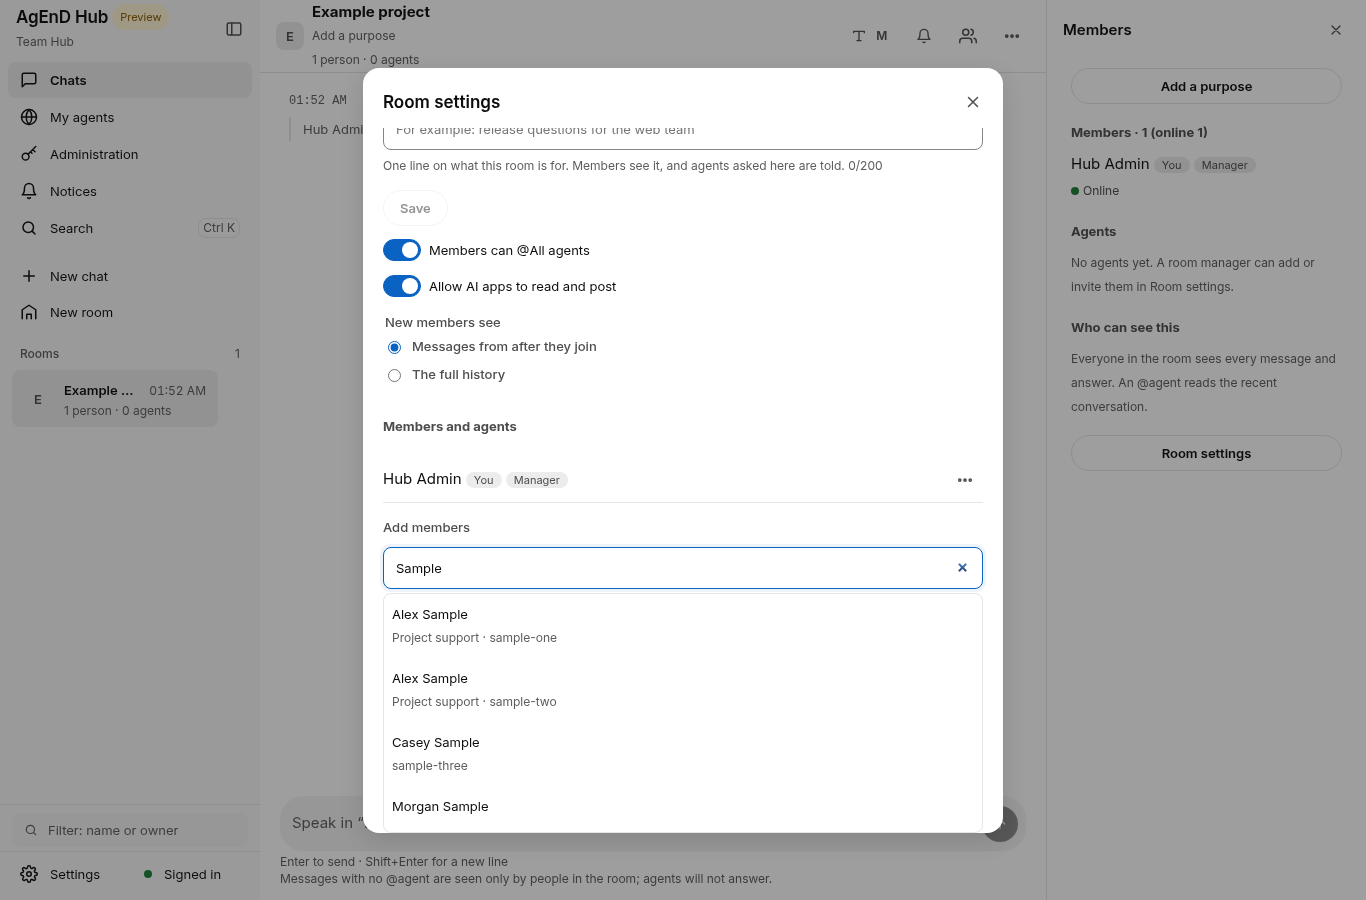 AgEnD Hub Preview
Team Hub
Chats
My agents
Administration
Notices
Search Ctrl K
New chat
New room
Rooms 1
E Example ... 01:52 AM
1 person · 0 agents
Filter: name or owner
Settings Signed in
E Example project
Add a purpose
1 person · 0 agents
T M
01:52 AM
Hub Admi
Room settings
For example: release questions for the web team
One line on what this room is for. Members see it, and agents asked here are told. 0/200
Save
Members can @All agents
Allow AI apps to read and post
New members see
Messages from after they join
The full history
Members and agents
Hub Admin You Manager
Add members
Sample
Alex Sample
Project support · sample-one
Alex Sample
Project support · sample-two
Casey Sample
sample-three
Morgan Sample
Speak in “
Enter to send · Shift+Enter for a new line
Messages with no @agent are seen only by people in the room; agents will not answer.
Members
Add a purpose
Members · 1 (online 1)
Hub Admin You Manager
Online
Agents
No agents yet. A room manager can add or
invite them in Room settings.
Who can see this
Everyone in the room sees every message and
answer. An @agent reads the recent
conversation.
Room settings